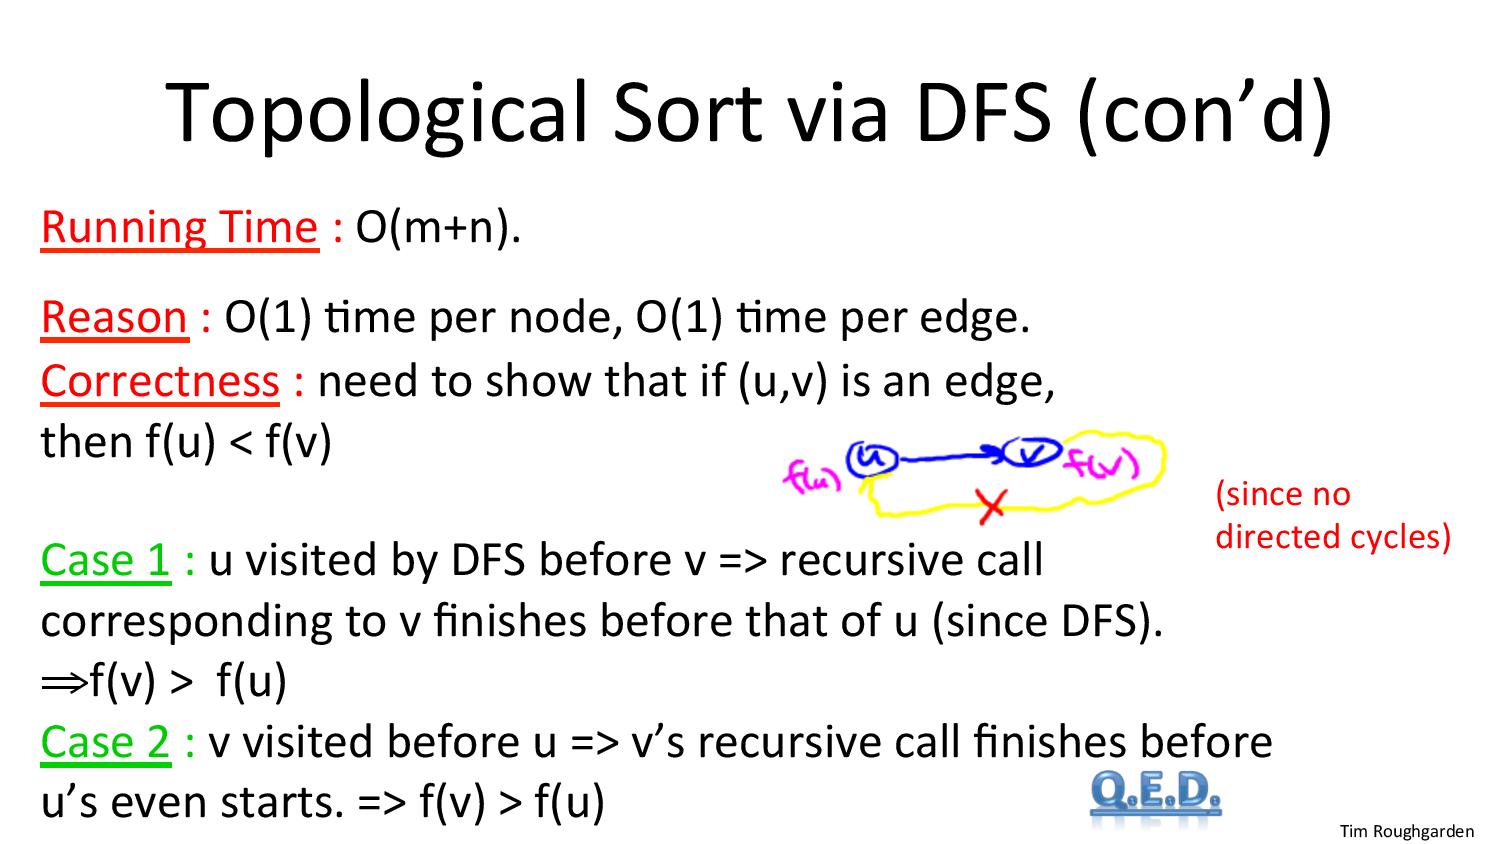 Topological Sort via DFS (con’d)
Running Time : O(m+n).
Reason : O(1) time per node, O(1) time per edge.
Correctness : need to show that if (u,v) is an edge,
then f(u) < f(v)
f(u) u v f(v)
(since no
directed cycles)
Case 1 : u visited by DFS before v => recursive call
corresponding to v finishes before that of u (since DFS).
⇒f(v) > f(u)
Case 2 : v visited before u => v’s recursive call finishes before
u’s even starts. => f(v) > f(u)
Q.E.D.
Tim Roughgarden